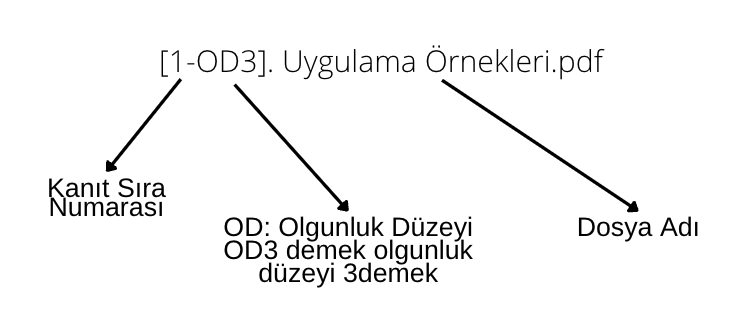 [1-OD3]. Uygulama Örnekleri.pdf
Kanıt Sıra
Numarası
OD: Olgunluk Düzeyi
OD3 demek olgunluk
düzeyi 3demek
Dosya Adı